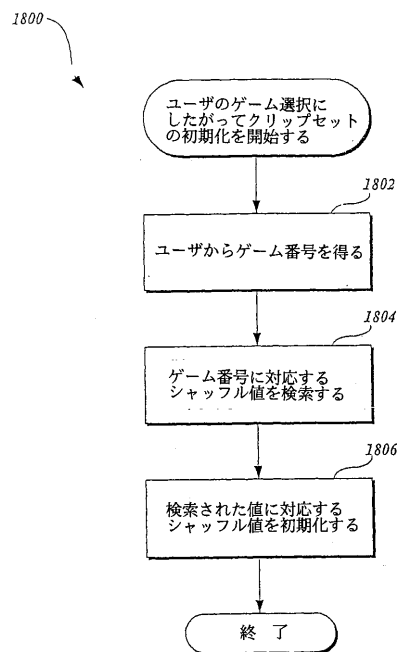 1800
ユーザのゲーム選択に
したがってクリップセット
の初期化を開始する
1802
ユーザからゲーム番号を得る
1804
ゲーム番号に対応する
シャッフル値を検索する
1806
検索された値に対応する
シャッフル値を初期化する
終 了